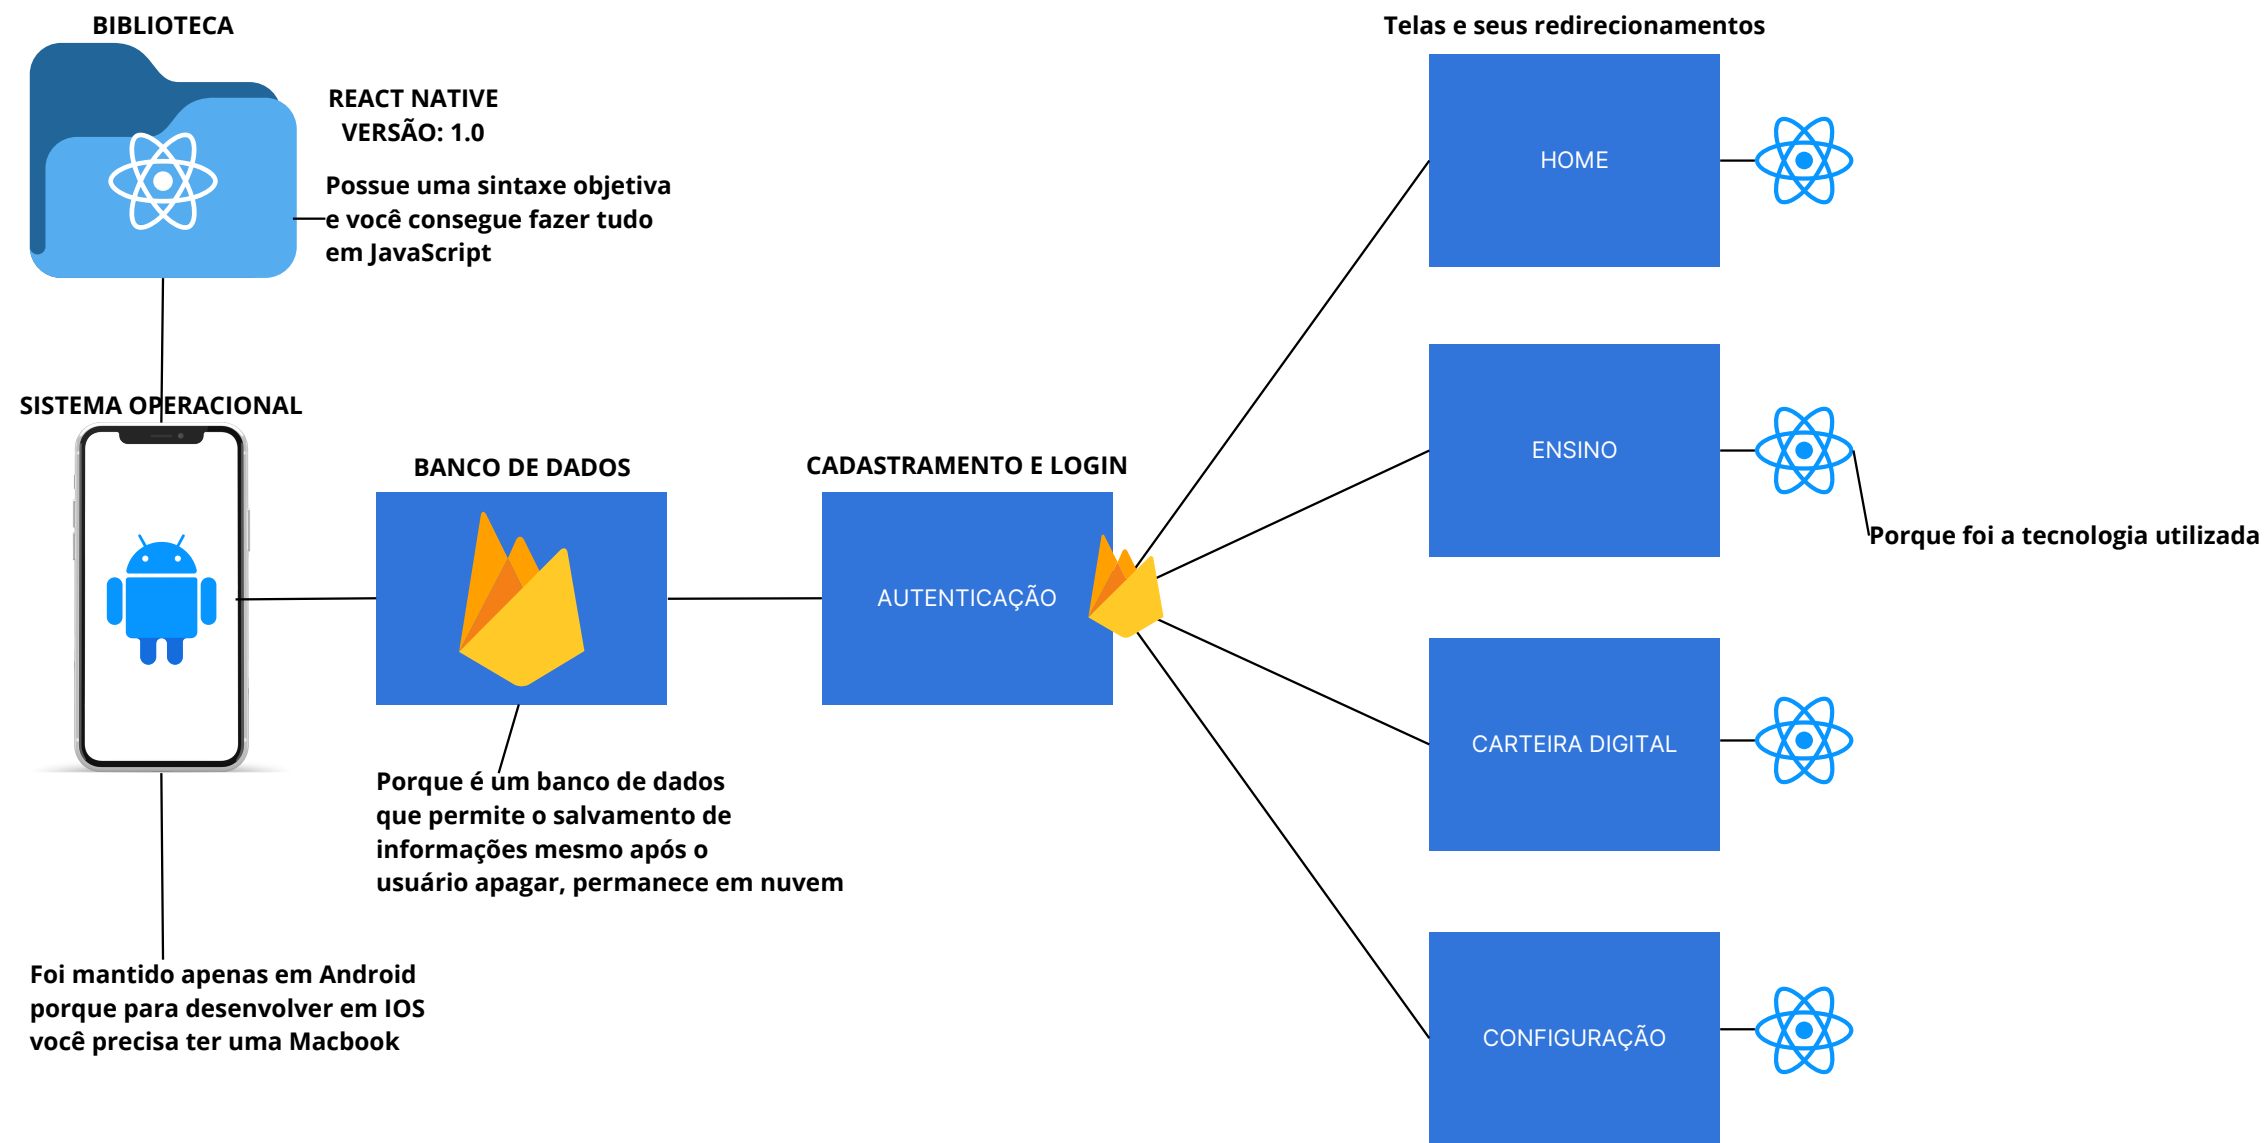 BIBLIOTECA
REACT NATIVE
VERSÃO: 1.0
Possue uma sintaxe objetiva
e você consegue fazer tudo
em JavaScript
SISTEMA OPERACIONAL
Foi mantido apenas em Android
porque para desenvolver em IOS
você precisa ter uma Macbook
BANCO DE DADOS
Porque é um banco de dados
que permite o salvamento de
informações mesmo após o
usuário apagar, permanece em nuvem
CADASTRAMENTO E LOGIN
AUTENTICAÇÃO
Telas e seus redirecionamentos
HOME
ENSINO
Porque foi a tecnologia utilizada
CARTEIRA DIGITAL
CONFIGURAÇÃO